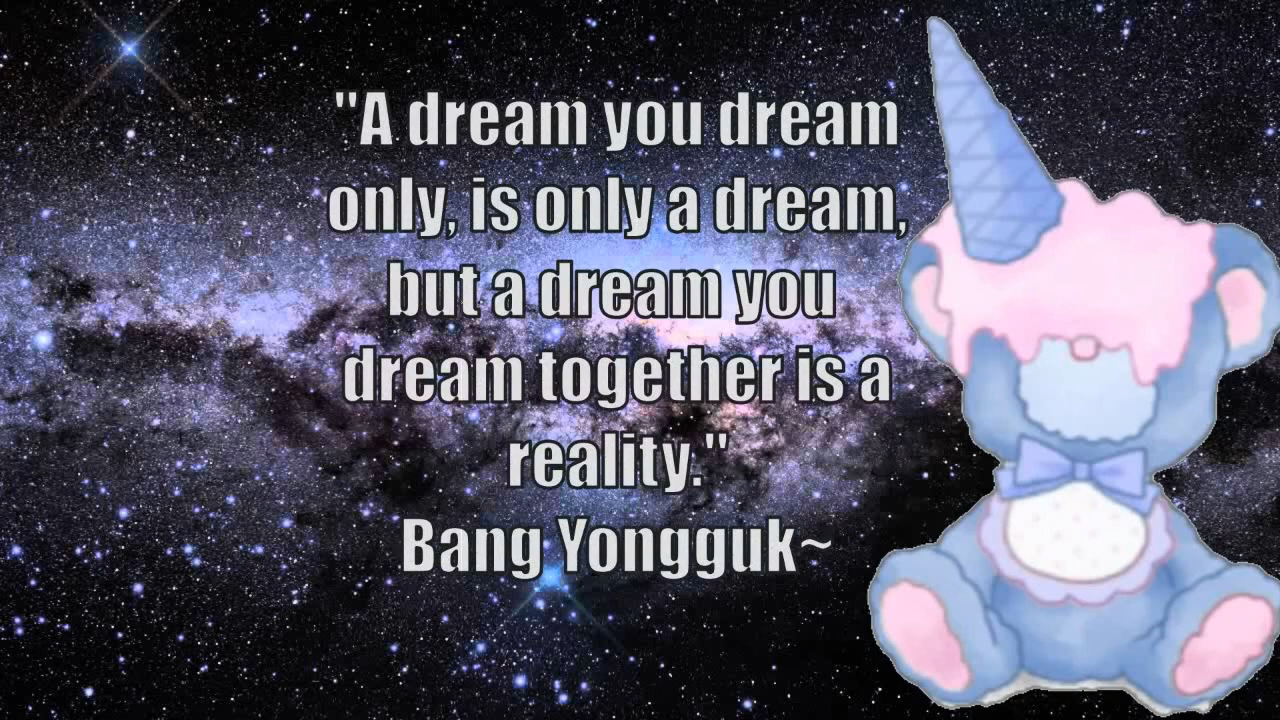 "A dream you dream
only, is only a dream,
but a dream you
dream together is a
reality."
Bang Yongguk~